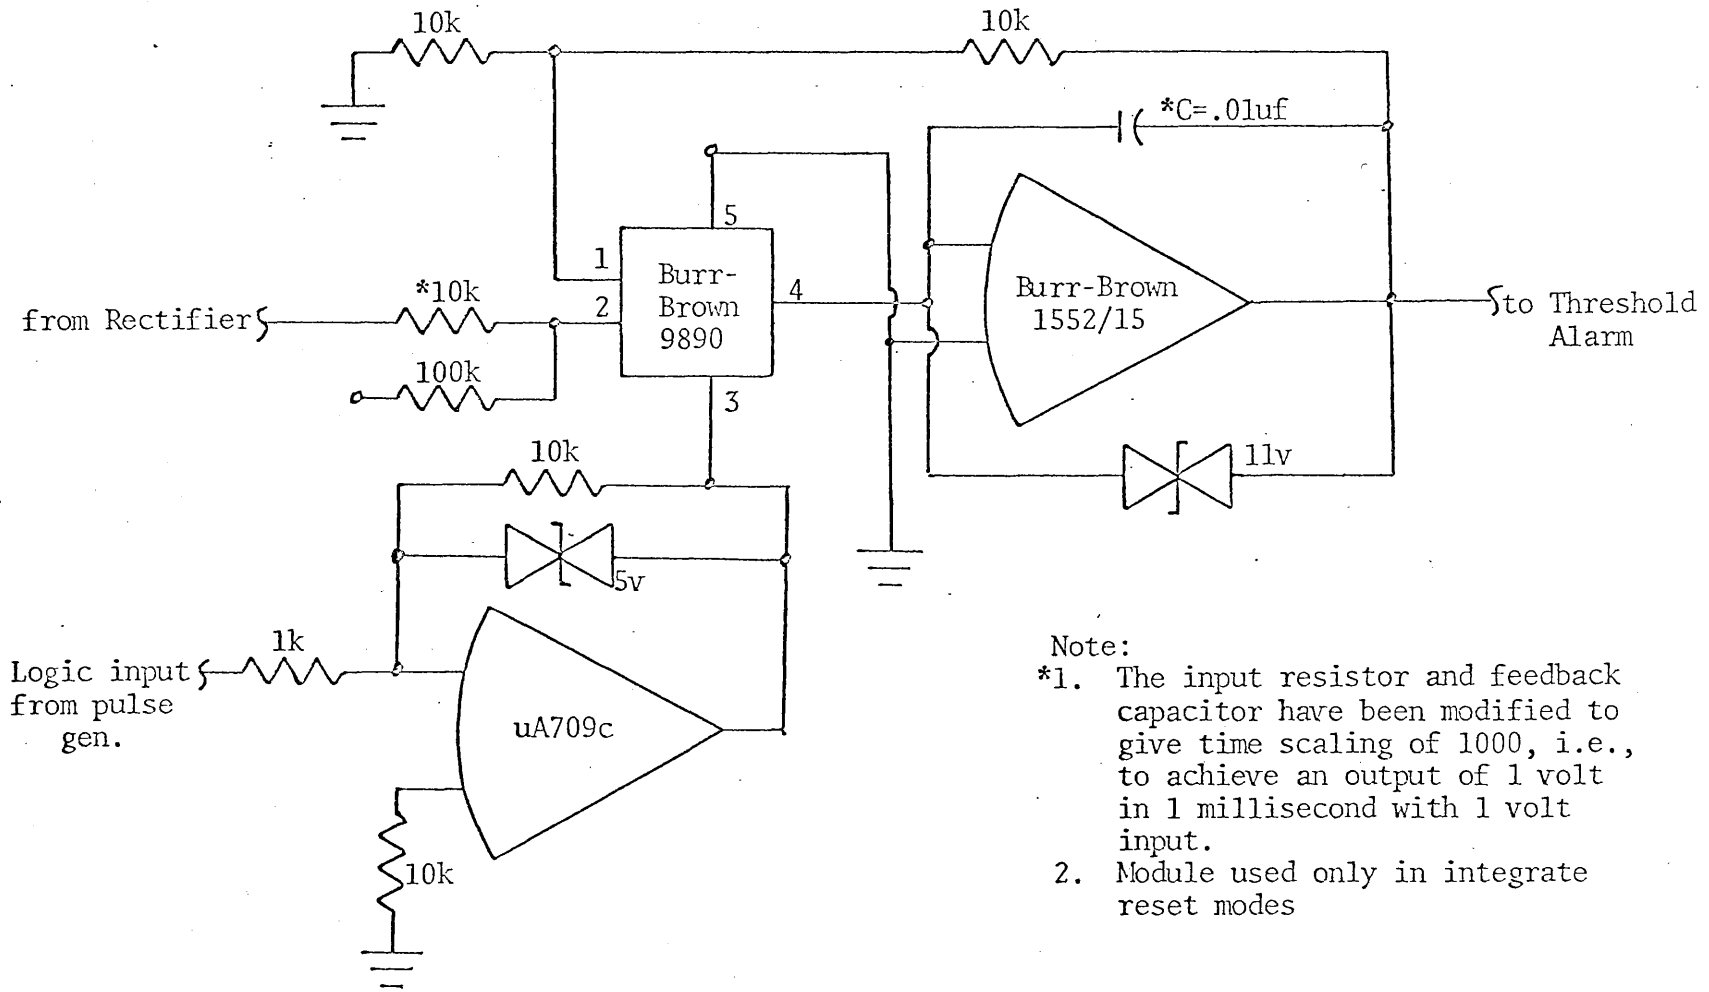 10k
10k
*C=.01uf
5
1
Burr-
Brown
9890
*10k
2
4
Burr-Brown
1552/15
from Rectifier
to Threshold
Alarm
100k
3
10k
11v
5v
1k
Logic input
from pulse
gen.
uA709c
10k
Note:
*1. The input resistor and feedback
capacitor have been modified to
give time scaling of 1000, i.e.,
to achieve an output of 1 volt
in 1 millisecond with 1 volt
input.
2. Module used only in integrate
reset modes